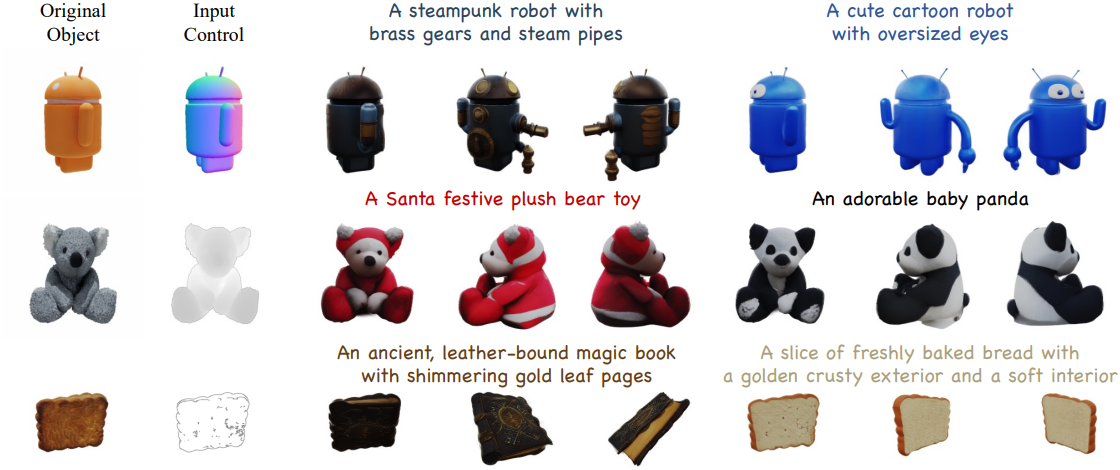 Original
Object
Input
Control
A steampunk robot with
brass gears and steam pipes
A cute cartoon robot
with oversized eyes
A Santa festive plush bear toy
An adorable baby panda
An ancient, leather-bound magic book
with shimmering gold leaf pages
A slice of freshly baked bread with
a golden crusty exterior and a soft interior